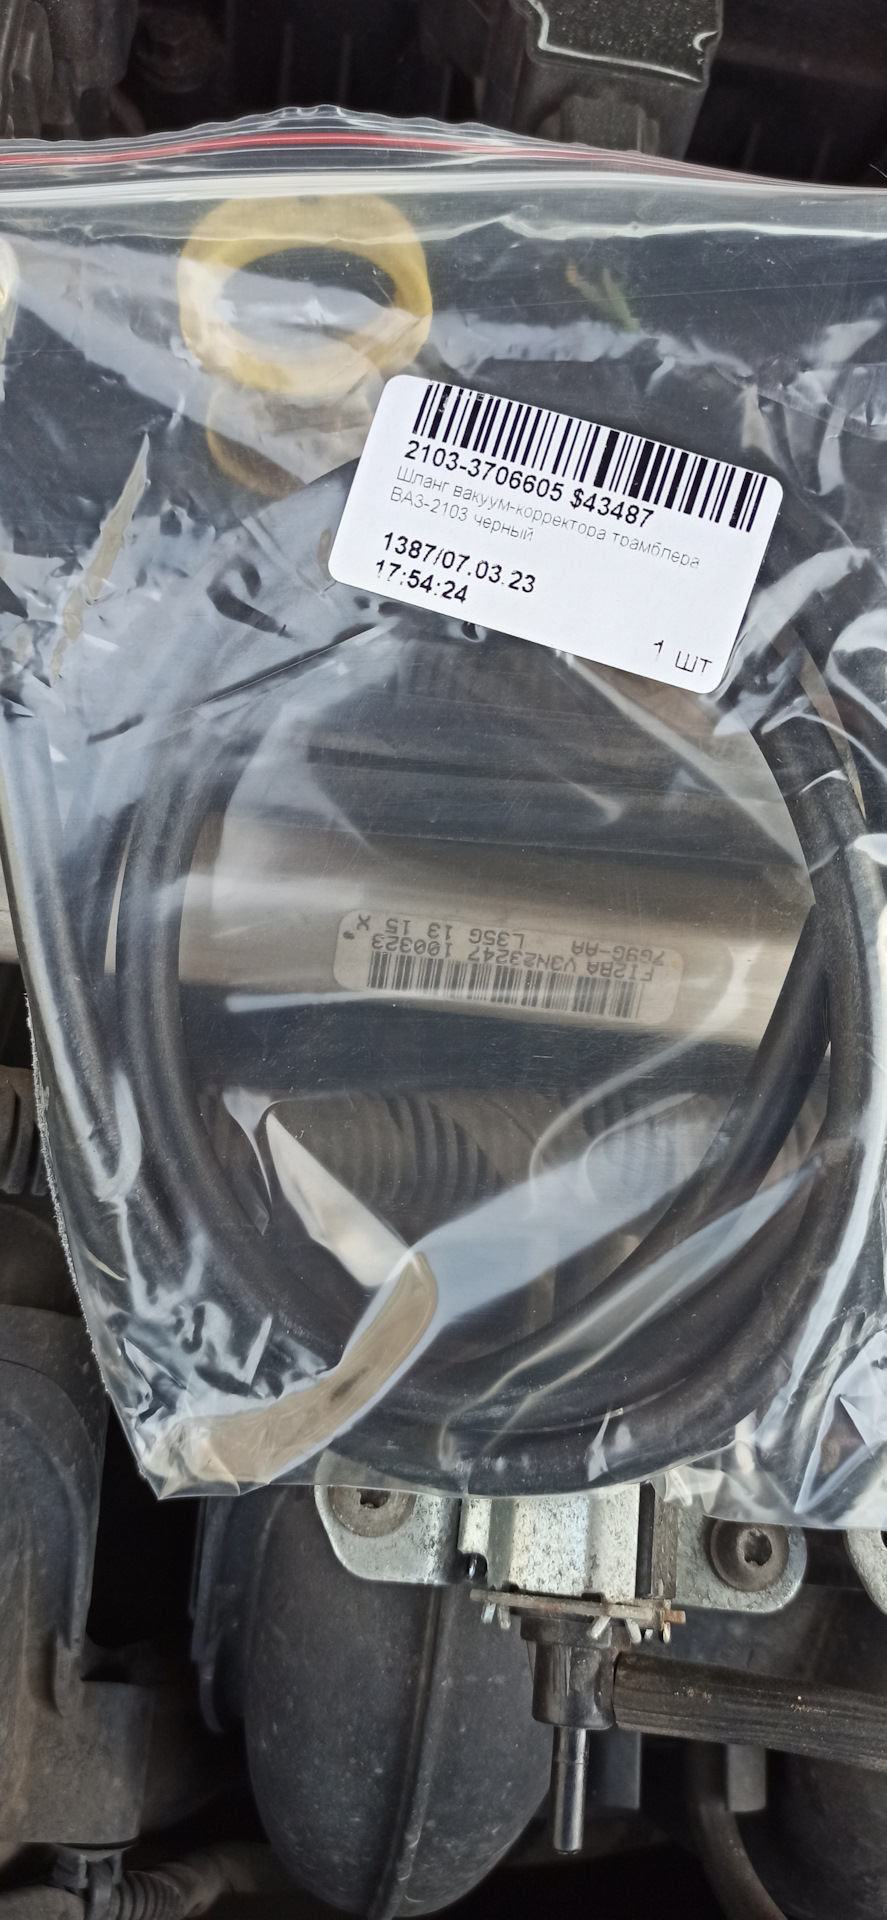 2103-3706605 $43487
Шланг вакуум-корректора трамблера
ВАЗ-2103 черный
1387/07.03.23
17:54:24
1 шт
FI2BA V3N23247 100323
7G9G-AA L35G 13 15 X